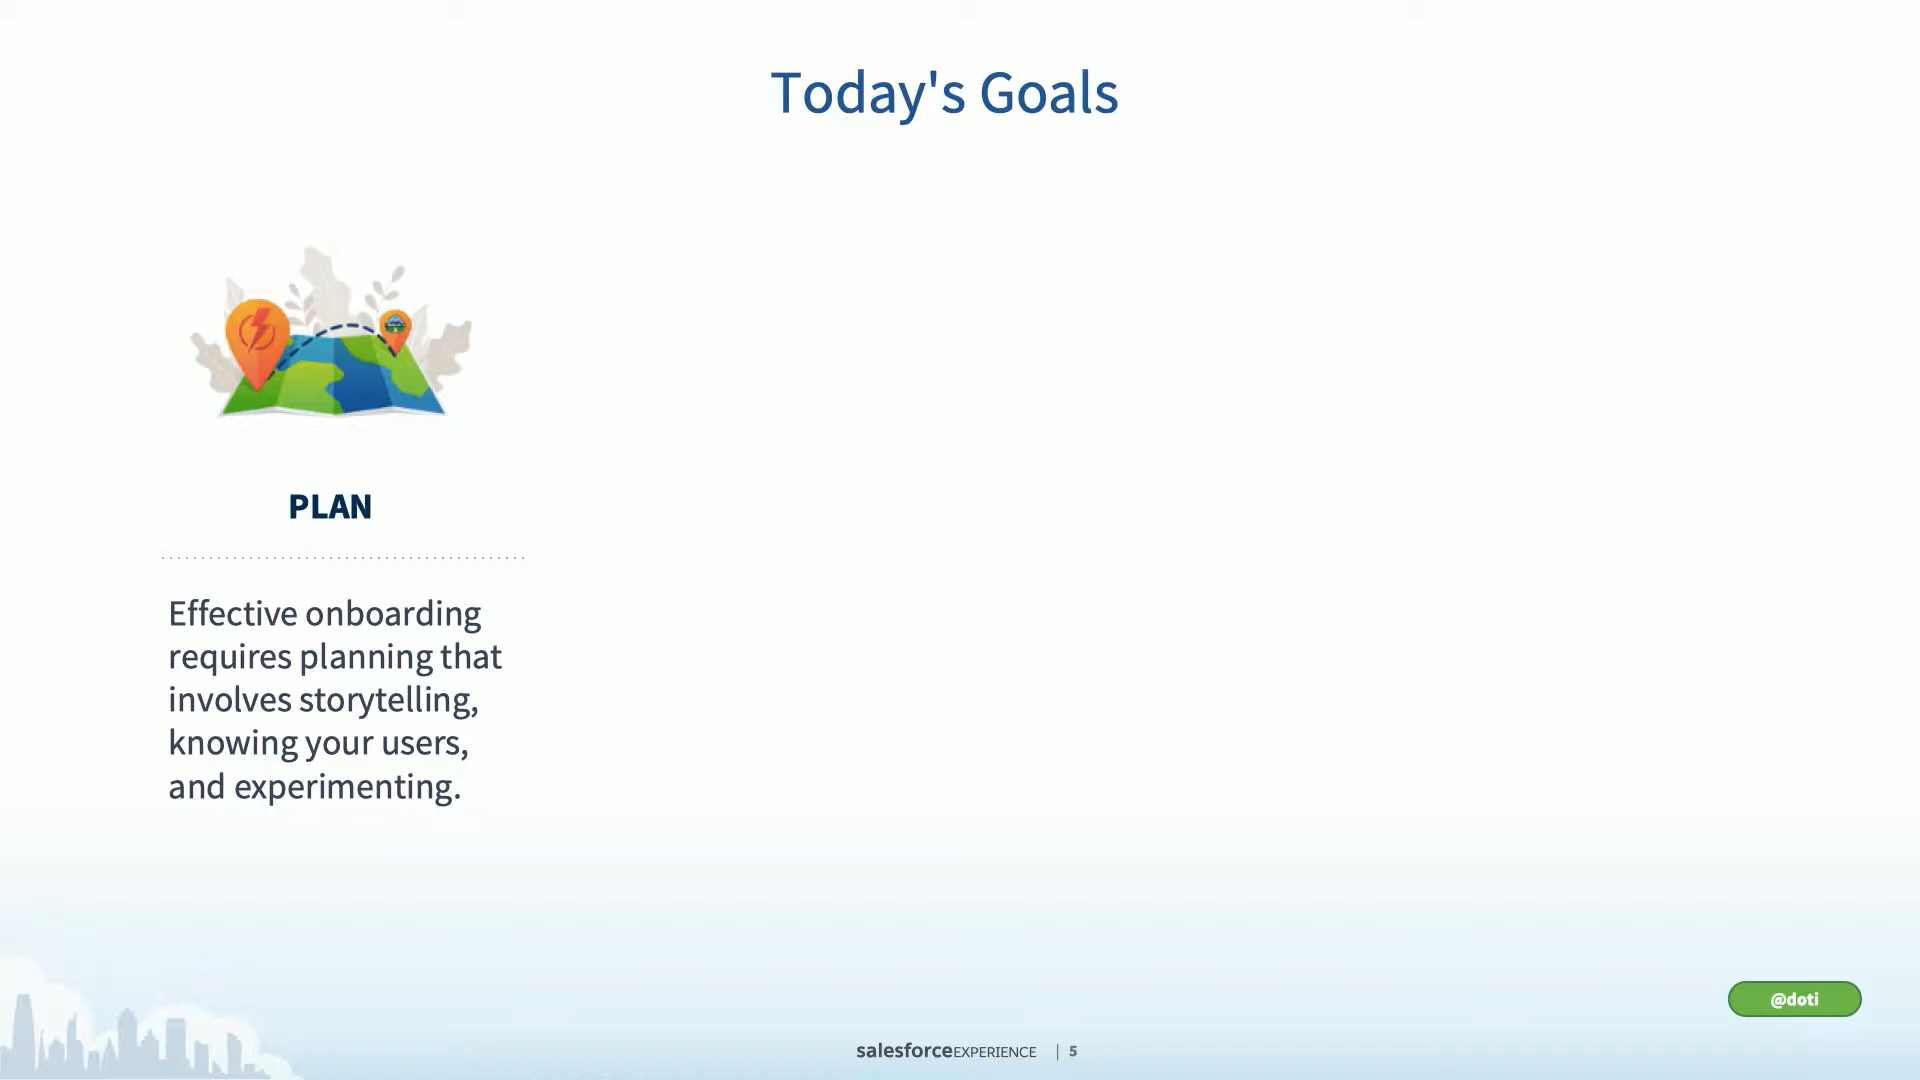 Today's Goals
PLAN
Effective onboarding
requires planning that
involves storytelling,
knowing your users,
and experimenting.
@doti
salesforceEXPERIENCE | 5